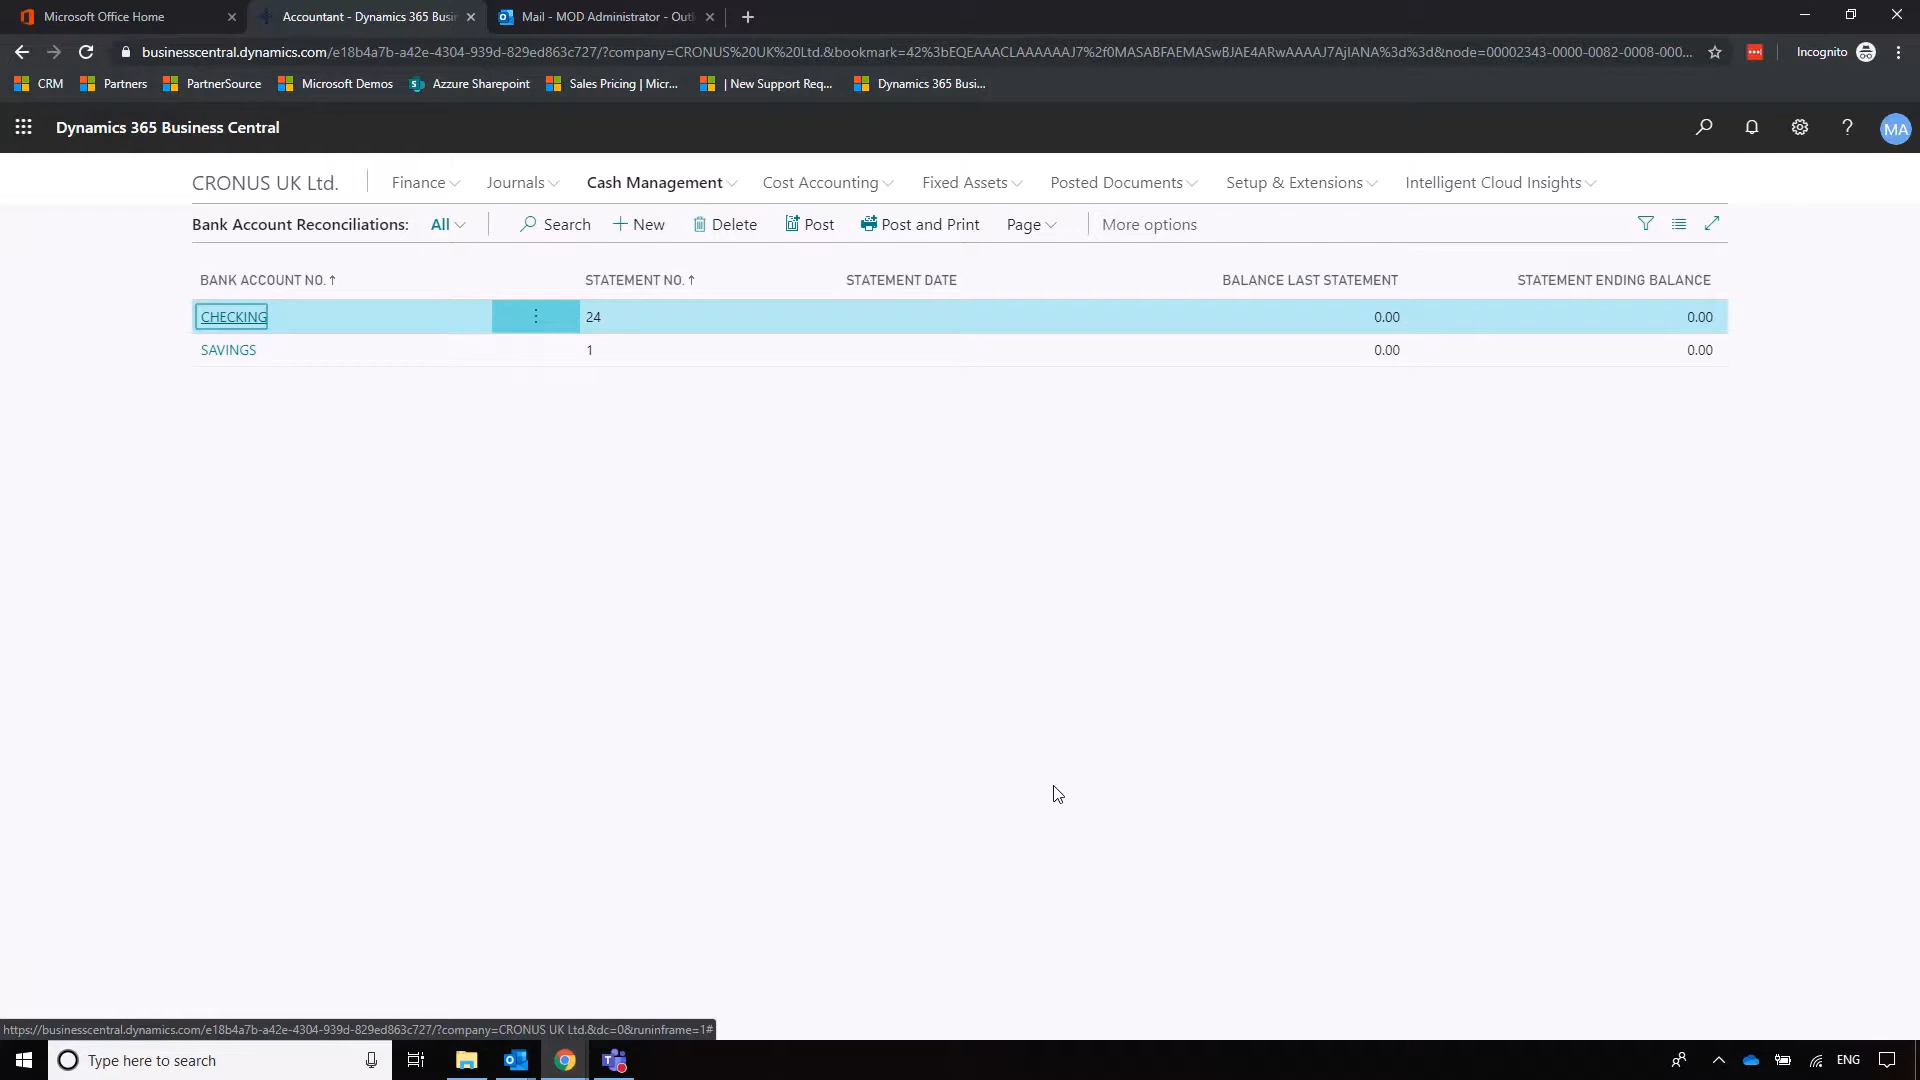 Microsoft Office Home
Accountant - Dynamics 365 Busi
Mail - MOD Administrator - Outl
businesscentral.dynamics.com/e18b4a7b-a42e-4304-939d-829ed863c727/?company=CRONUS%20UK%20Ltd.&bookmark=42%3bEQEAAACLAAAAAAJ7%2f0MASABFAEMASwBJAE4ARwAAAAJ7AjIANA%3d%3d&node=00002343-0000-0082-0008-000...
Incognito
CRM
Partners
PartnerSource
Microsoft Demos
Azzure Sharepoint
Sales Pricing | Micr...
| New Support Req...
Dynamics 365 Busi...
Dynamics 365 Business Central
?
MA
CRONUS UK Ltd.
Finance
Journals
Cash Management
Cost Accounting
Fixed Assets
Posted Documents
Setup & Extensions
Intelligent Cloud Insights
Bank Account Reconciliations:
All
Search
New
Delete
Post
Post and Print
Page
More options
BANK ACCOUNT NO. ↑
STATEMENT NO. ↑
STATEMENT DATE
BALANCE LAST STATEMENT
STATEMENT ENDING BALANCE
CHECKING
24
0.00
0.00
SAVINGS
1
0.00
0.00
https://businesscentral.dynamics.com/e18b4a7b-a42e-4304-939d-829ed863c727/?company=CRONUS UK Ltd.&dc=0&runinframe=1#
Type here to search
ENG